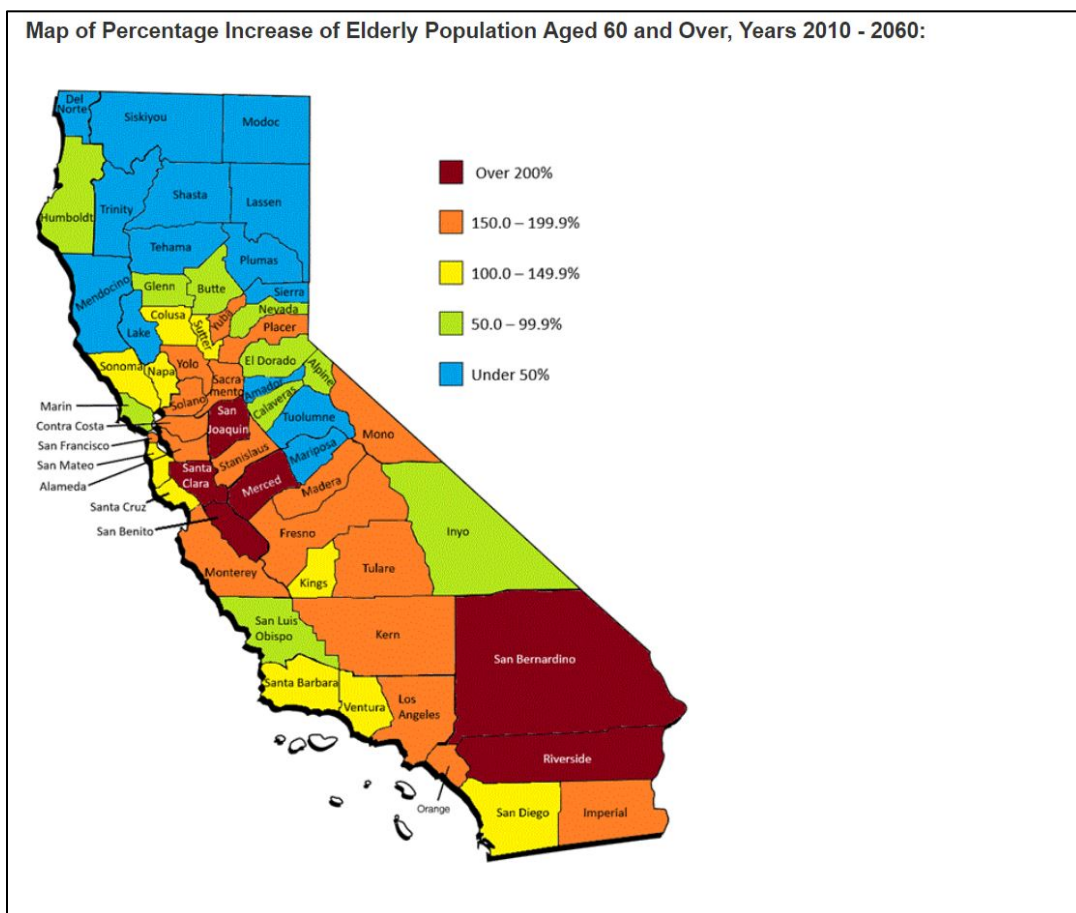 Map of Percentage Increase of Elderly Population Aged 60 and Over, Years 2010 - 2060:
Del
Norte
Siskiyou
Modoc
Over 200%
150.0 – 199.9%
100.0 – 149.9%
50.0 – 99.9%
Under 50%
Humboldt
Trinity
Shasta
Lassen
Tehama
Plumas
Mendocino
Glenn
Butte
Sierra
Colusa
Sutter
Yuba
Nevada
Placer
Lake
Sonoma
Napa
Yolo
El Dorado
Alpine
Sacra
mento
Amador
Solano
Calaveras
Marin
Contra Costa
San Francisco
San Mateo
Alameda
Santa Cruz
San Benito
San
Joaquin
Tuolumne
Mono
Stanislaus
Mariposa
Santa
Clara
Merced
Madera
Fresno
Inyo
Monterey
Kings
Tulare
San Luis
Obispo
Kern
San Bernardino
Santa Barbara
Ventura
Los
Angeles
Riverside
Orange
San Diego
Imperial